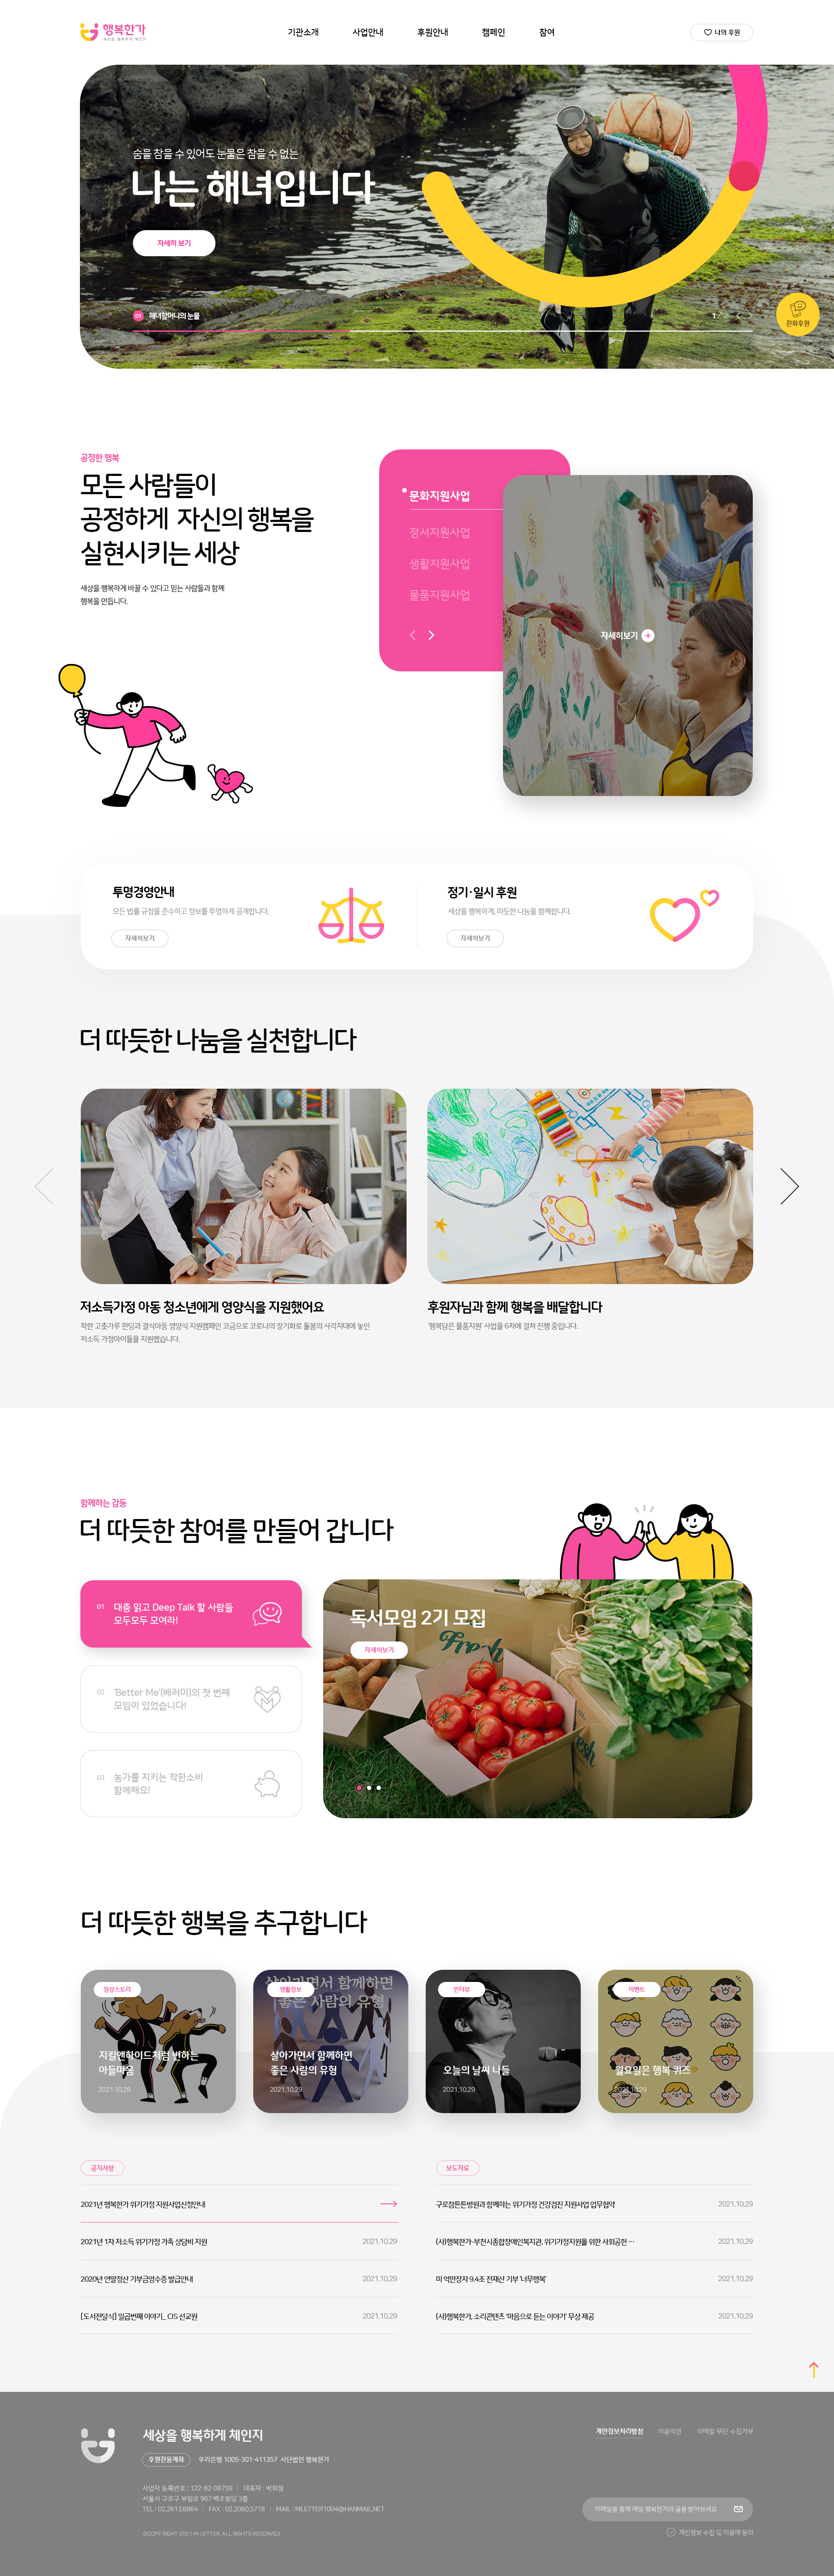 행복한가
세상을 행복하게 체인지
기관소개
사업안내
후원안내
캠페인
참여
나의 후원
숨을 참을 수 있어도 눈물은 참을 수 없는
나는 해녀입니다
자세히 보기
01 해녀할머니의 눈물
전화후원
공정한 행복
모든 사람들이
공정하게 자신의 행복을
실현시키는 세상
세상을 행복하게 바꿀 수 있다고 믿는 사람들과 함께
행복을 만듭니다.
문화지원사업
정서지원사업
생활지원사업
물품지원사업
자세히보기
투명경영안내
모든 법률 규정을 준수하고 정보를 투명하게 공개합니다.
자세히보기
정기·일시 후원
세상을 행복하게, 따듯한 나눔을 함께합니다.
자세히보기
더 따듯한 나눔을 실천합니다
저소득가정 아동 청소년에게 영양식을 지원했어요
착한 고춧가루 펀딩과 결식아동 영양식 지원캠페인 코금으로 코로나의 장기화로 돌봄의 사각지대에 놓인
저소득 가정아이들을 지원했습니다.
후원자님과 함께 행복을 배달합니다
'행복담은 물품지원' 사업을 6차에 걸쳐 진행 중입니다.
함께하는 감동
더 따듯한 참여를 만들어 갑니다
01 대충 읽고 Deep Talk 할 사람들
모두모두 모여라!
02 'Better Me'(베러미)의 첫 번째
모임이 있었습니다!
03 농가를 지키는 착한소비
함께해요!
독서모임 2기 모집
자세히보기
Fresh
더 따듯한 행복을 추구합니다
일상스토리
지킬앤하이드처럼 변하는
아들마음
2021.10.29
생활정보
살아가면서 함께하면
좋은 사람의 유형
살아가면서 함께하면
좋은 사람의 유형
2021.10.29
인터뷰
오늘의 날씨 나들
2021.10.29
이벤트
월요일은 행복 퀴즈
2021.10.29
공지사항
2021년 행복한가 위기가정 지원사업신청안내
2021년 1차 저소득 위기가정 가족 상담비 지원 2021.10.29
2020년 연말정산 기부금영수증 발급안내 2021.10.29
[도서전달식] 일곱번째 이야기_ CJS 선교원 2021.10.29
보도자료
구로참튼튼병원과 함께하는 위기가정 건강검진 지원사업 업무협약 2021.10.29
(사)행복한가-부천시종합장애인복지관, 위기가정지원을 위한 사회공헌 ··· 2021.10.29
미 억만장자 9.4조 전재산 기부 '너무행복' 2021.10.29
(사)행복한가, 소리콘텐츠 '마음으로 듣는 이야기' 무상 제공 2021.10.29
세상을 행복하게 체인지
후원전용계좌 우리은행 1005-301-411357 사단법인 행복한가
사업자 등록번호 : 122-82-08759 | 대표자 : 박희철
서울시 구로구 부일로 967 백조빌딩 3층
TEL : 02.2613.8864 | FAX : 02.2060.5718 | MAIL : MLETTER1004@HANMAIL.NET
©COPY RIGHT 2021 M-LETTER. ALL RIGHTS RESERVED.
개인정보처리방침
이용약관
이메일 무단 수집거부
이메일을 통해 매일 행복한가의 글을 받아보세요
개인정보 수집 및 이용에 동의